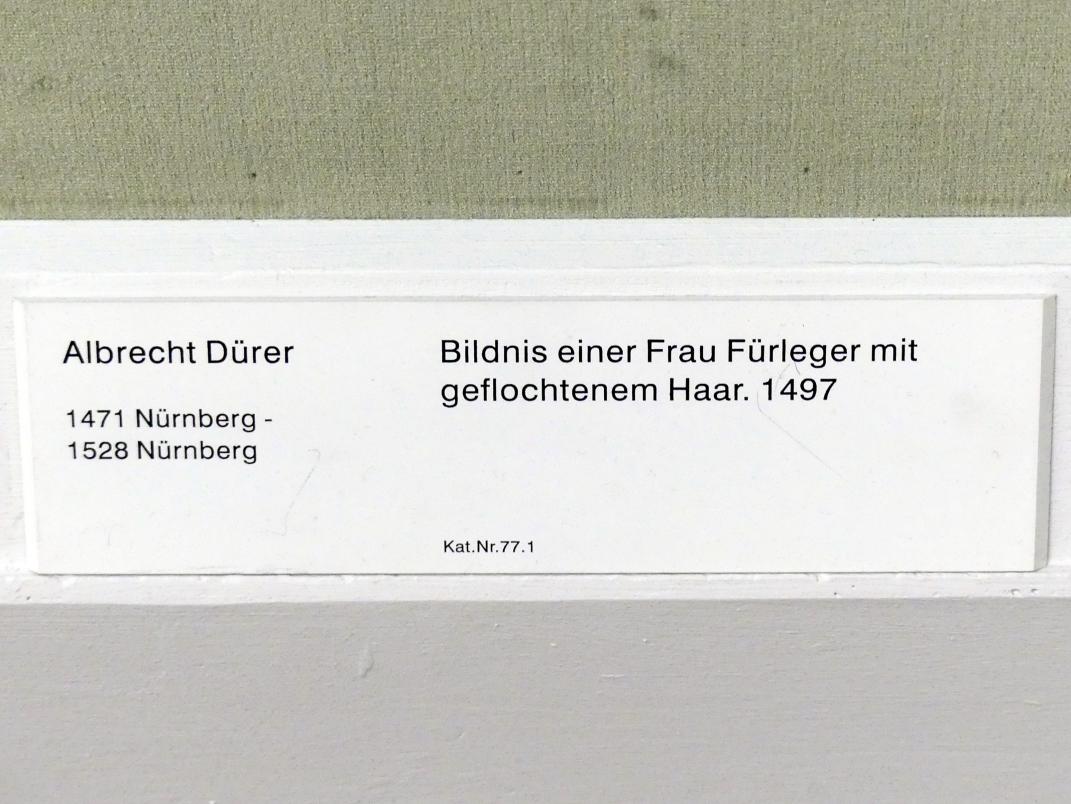 Albrecht Dürer
1471 Nürnberg -
1528 Nürnberg
Bildnis einer Frau Fürleger mit
geflochtenem Haar. 1497
Kat.Nr.77.1